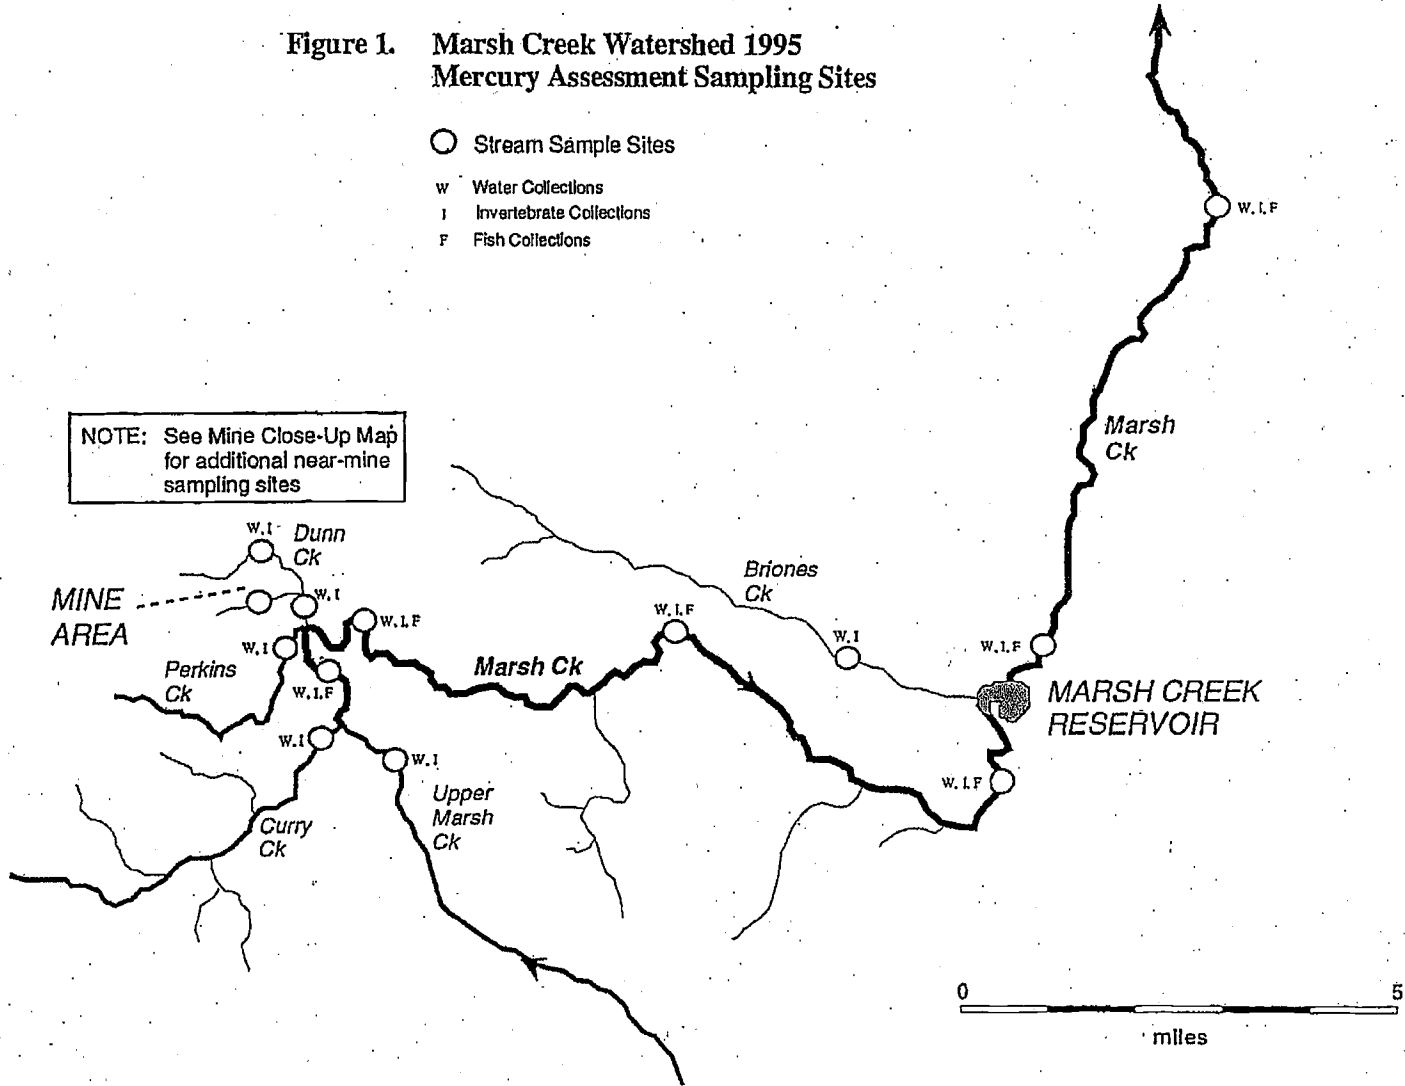 Figure 1. Marsh Creek Watershed 1995
Mercury Assessment Sampling Sites
Stream Sample Sites
W Water Collections
I Invertebrate Collections
F Fish Collections
W, I, F
Marsh
Ck
NOTE: See Mine Close-Up Map
for additional near-mine
sampling sites
W, I
Dunn
Ck
MINE
AREA
W, I
W, I, F
W, I
Perkins
Ck
W, I, F
W, I
W, I
Upper
Marsh
Ck
Curry
Ck
Marsh Ck
W, I, F
Briones
Ck
W, I
W, I, F
MARSH CREEK
RESERVOIR
W, I, F
0 5
miles